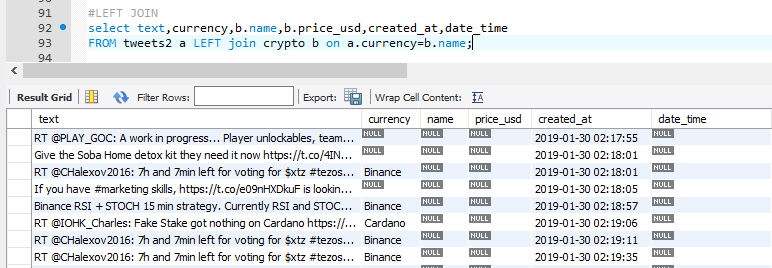 91 #LEFT JOIN
92 select text,currency,b.name,b.price_usd,created_at,date_time
93 FROM tweets2 a LEFT join crypto b on a.currency=b.name;
94
Result Grid Filter Rows: Export: Wrap Cell Content: IA
text currency name price_usd created_at date_time
RT @PLAY_GOC: A work in progress... Player unlockables, team... NULL NULL NULL 2019-01-30 02:17:55 NULL
Give the Soba Home detox kit they need it now https://t.co/4IN... NULL NULL NULL 2019-01-30 02:18:01 NULL
RT @CHalexov2016: 7h and 7min left for voting for $xtz #tezos... Binance NULL NULL 2019-01-30 02:18:01 NULL
If you have #marketing skills, https://t.co/e09nHXDkuF is lookin... NULL NULL NULL 2019-01-30 02:18:05 NULL
Binance RSI + STOCH 15 min strategy. Currently RSI and STOC... Binance NULL NULL 2019-01-30 02:18:57 NULL
RT @IOHK_Charles: Fake Stake got nothing on Cardano https://... Cardano NULL NULL 2019-01-30 02:19:06 NULL
RT @CHalexov2016: 7h and 7min left for voting for $xtz #tezos... Binance NULL NULL 2019-01-30 02:19:11 NULL
RT @CHalexov2016: 7h and 7min left for voting for $xtz #tezos... Binance NULL NULL 2019-01-30 02:19:35 NULL